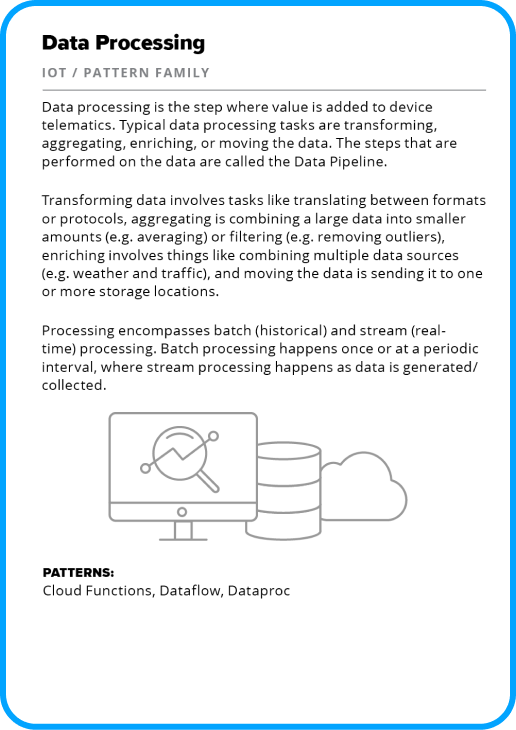 Data Processing
IOT / PATTERN FAMILY
Data processing is the step where value is added to device
telematics. Typical data processing tasks are transforming,
aggregating, enriching, or moving the data. The steps that are
performed on the data are called the Data Pipeline.
Transforming data involves tasks like translating between formats
or protocols, aggregating is combining a large data into smaller
amounts (e.g. averaging) or filtering (e.g. removing outliers),
enriching involves things like combining multiple data sources
(e.g. weather and traffic), and moving the data is sending it to one
or more storage locations.
Processing encompasses batch (historical) and stream (real-
time) processing. Batch processing happens once or at a periodic
interval, where stream processing happens as data is generated/
collected.
PATTERNS:
Cloud Functions, Dataflow, Dataproc